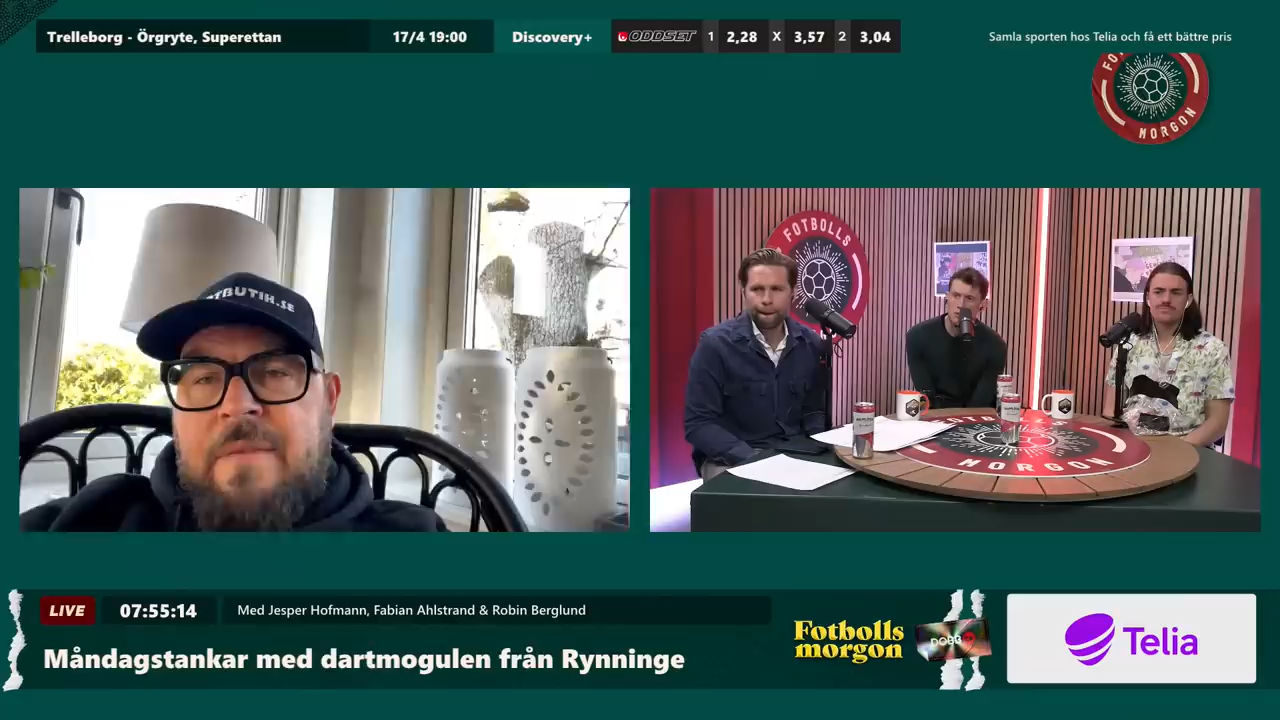 Trelleborg - Örgryte, Superettan
17/4 19:00
Discovery+
ODDSET
1 2,28 X 3,57 2 3,04
Samla sporten hos Telia och få ett bättre pris
MORGON
TBUTIK.SE
FOTBOLLS
FOTBOLLS
MORGON
LIVE
07:55:14
Med Jesper Hofmann, Fabian Ahlstrand & Robin Berglund
Måndagstankar med dartmogulen från Rynninge
Fotbolls
morgon
Telia